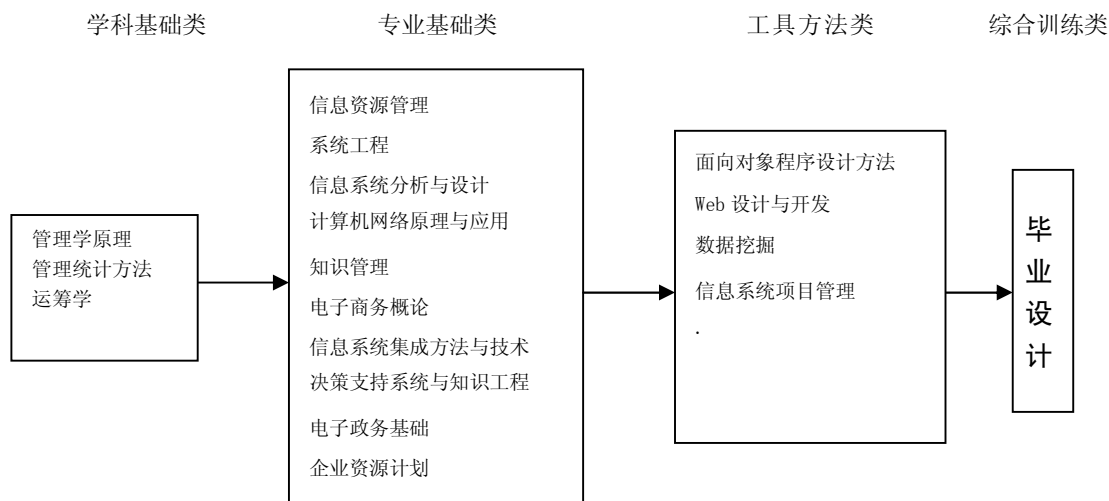 学科基础类
专业基础类
工具方法类
综合训练类
管理学原理
管理统计方法
运筹学
信息资源管理
系统工程
信息系统分析与设计
计算机网络原理与应用
知识管理
电子商务概论
信息系统集成方法与技术
决策支持系统与知识工程
电子政务基础
企业资源计划
面向对象程序设计方法
Web 设计与开发
数据挖掘
信息系统项目管理
.
毕
业
设
计